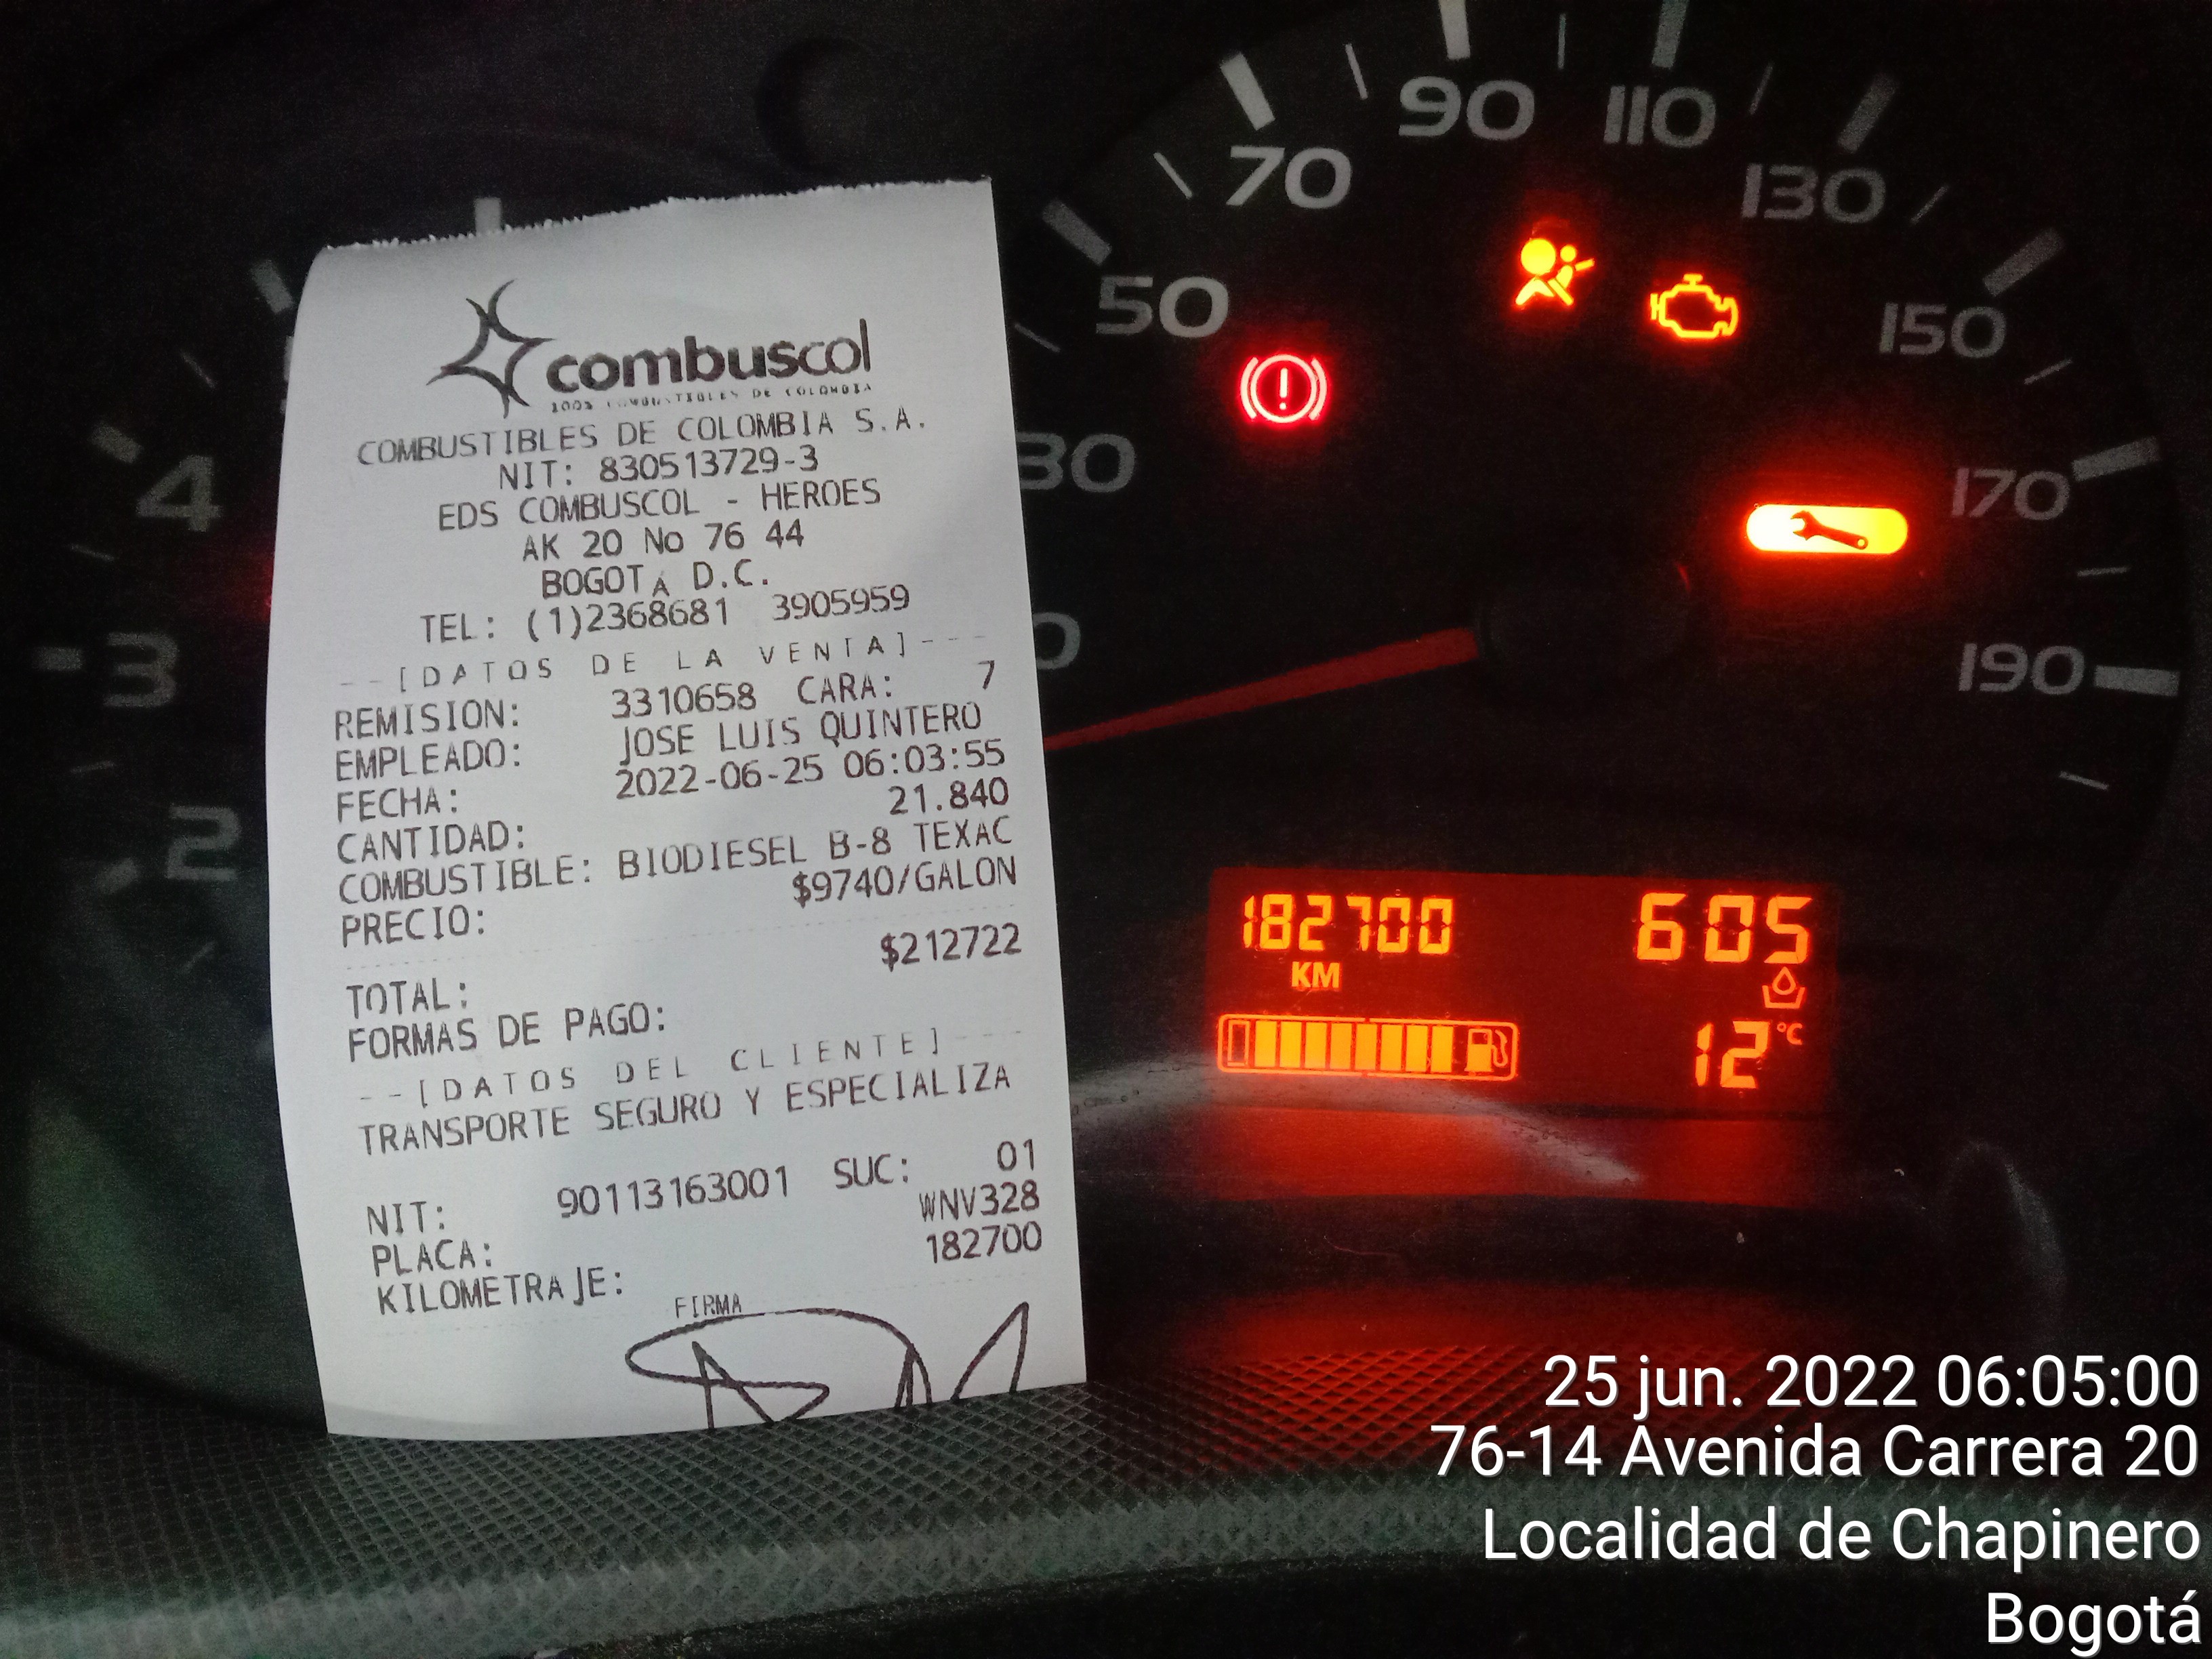 combuscol
COMBUSTIBLES DE COLOMBIA
COMBUSTIBLES DE COLOMBIA S.A.
NIT: 830513729-3
EDS COMBUSCOL - HEROES
AK 20 No 76 44
BOGOTA D.C.
TEL: (1)2368681 3905959
--[DATOS DE LA VENTA]---
REMISION: 3310658 CARA: 7
EMPLEADO: JOSE LUIS QUINTERO
FECHA: 2022-06-25 06:03:55
CANTIDAD: 21.840
COMBUSTIBLE: BIODIESEL B-8 TEXAC
PRECIO: $9740/GALON
TOTAL: $212722
FORMAS DE PAGO:
--[DATOS DEL CLIENTE]---
TRANSPORTE SEGURO Y ESPECIALIZA
NIT: 90113163001 SUC: 01
PLACA: WNV328
KILOMETRAJE: 182700
FIRMA
4
3
2
0
30
50
70
90
110
130
150
170
190
182700 605
KM
12 °C
25 jun. 2022 06:05:00
76-14 Avenida Carrera 20
Localidad de Chapinero
Bogotá